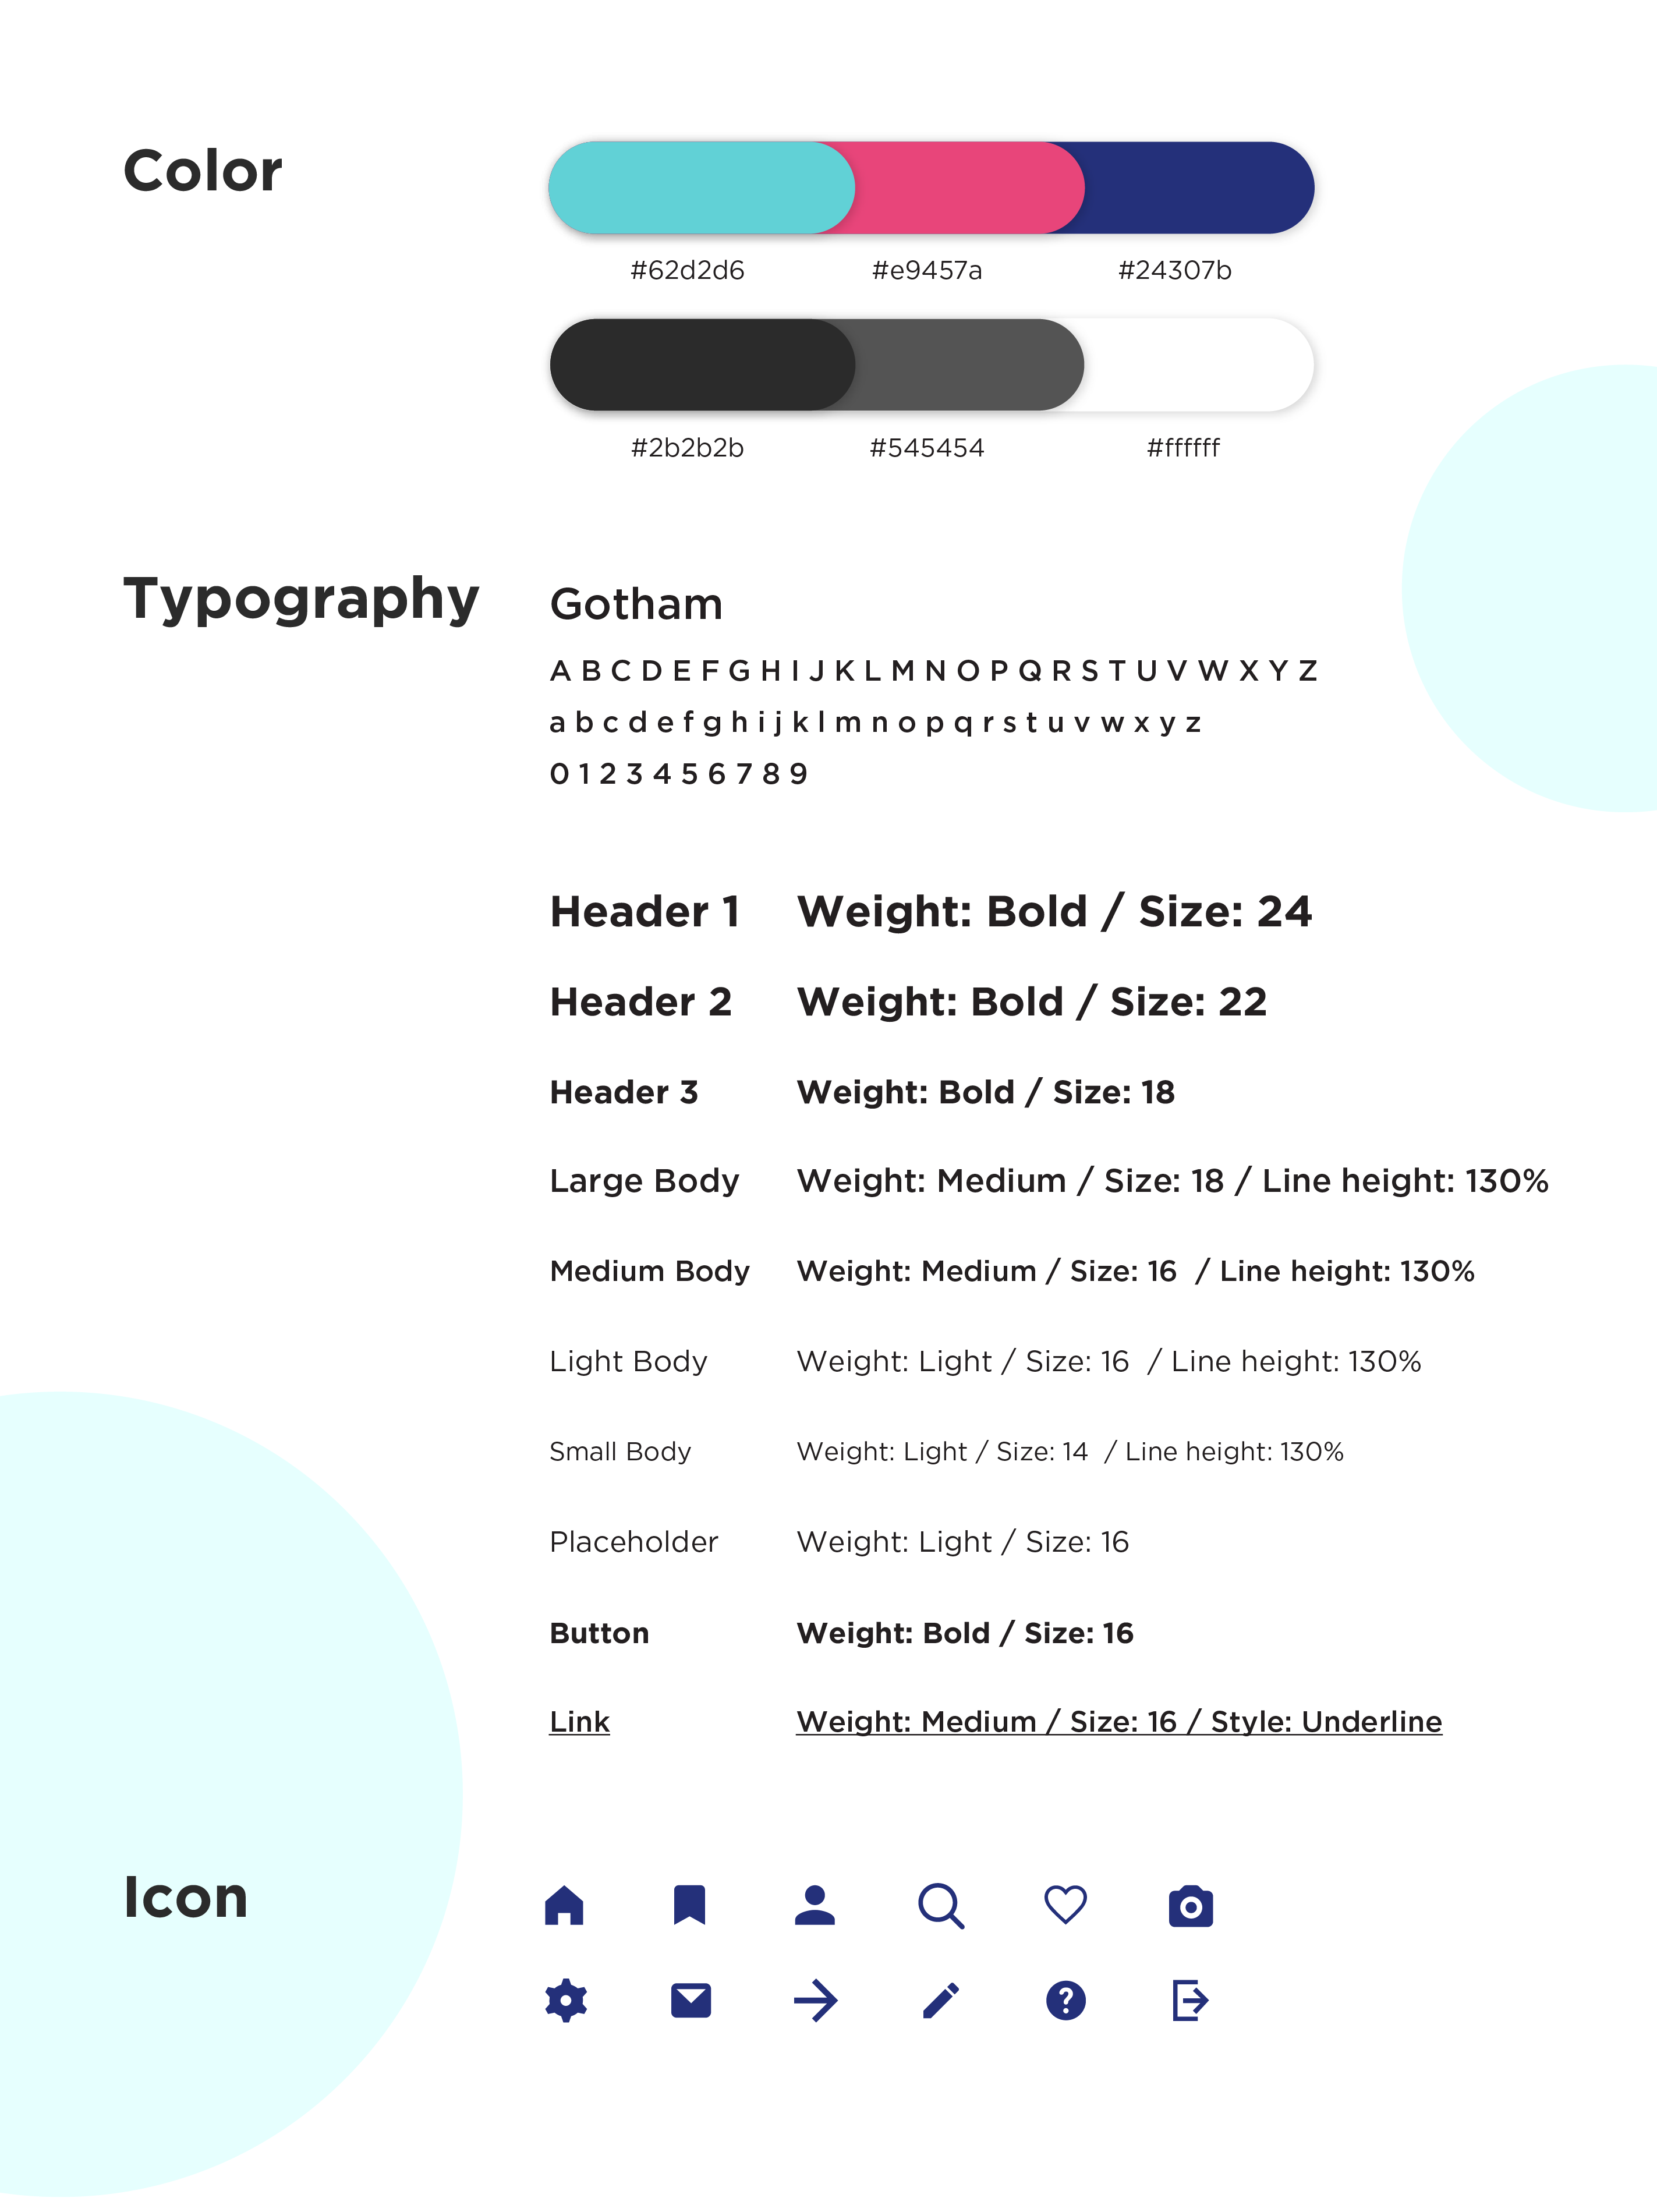 Color
#62d2d6 #e9457a #24307b
#2b2b2b #545454 #ffffff
Typography
Gotham
A B C D E F G H I J K L M N O P Q R S T U V W X Y Z
a b c d e f g h i j k l m n o p q r s t u v w x y z
0 1 2 3 4 5 6 7 8 9
Header 1 Weight: Bold / Size: 24
Header 2 Weight: Bold / Size: 22
Header 3 Weight: Bold / Size: 18
Large Body Weight: Medium / Size: 18 / Line height: 130%
Medium Body Weight: Medium / Size: 16 / Line height: 130%
Light Body Weight: Light / Size: 16 / Line height: 130%
Small Body Weight: Light / Size: 14 / Line height: 130%
Placeholder Weight: Light / Size: 16
Button Weight: Bold / Size: 16
Link Weight: Medium / Size: 16 / Style: Underline
Icon